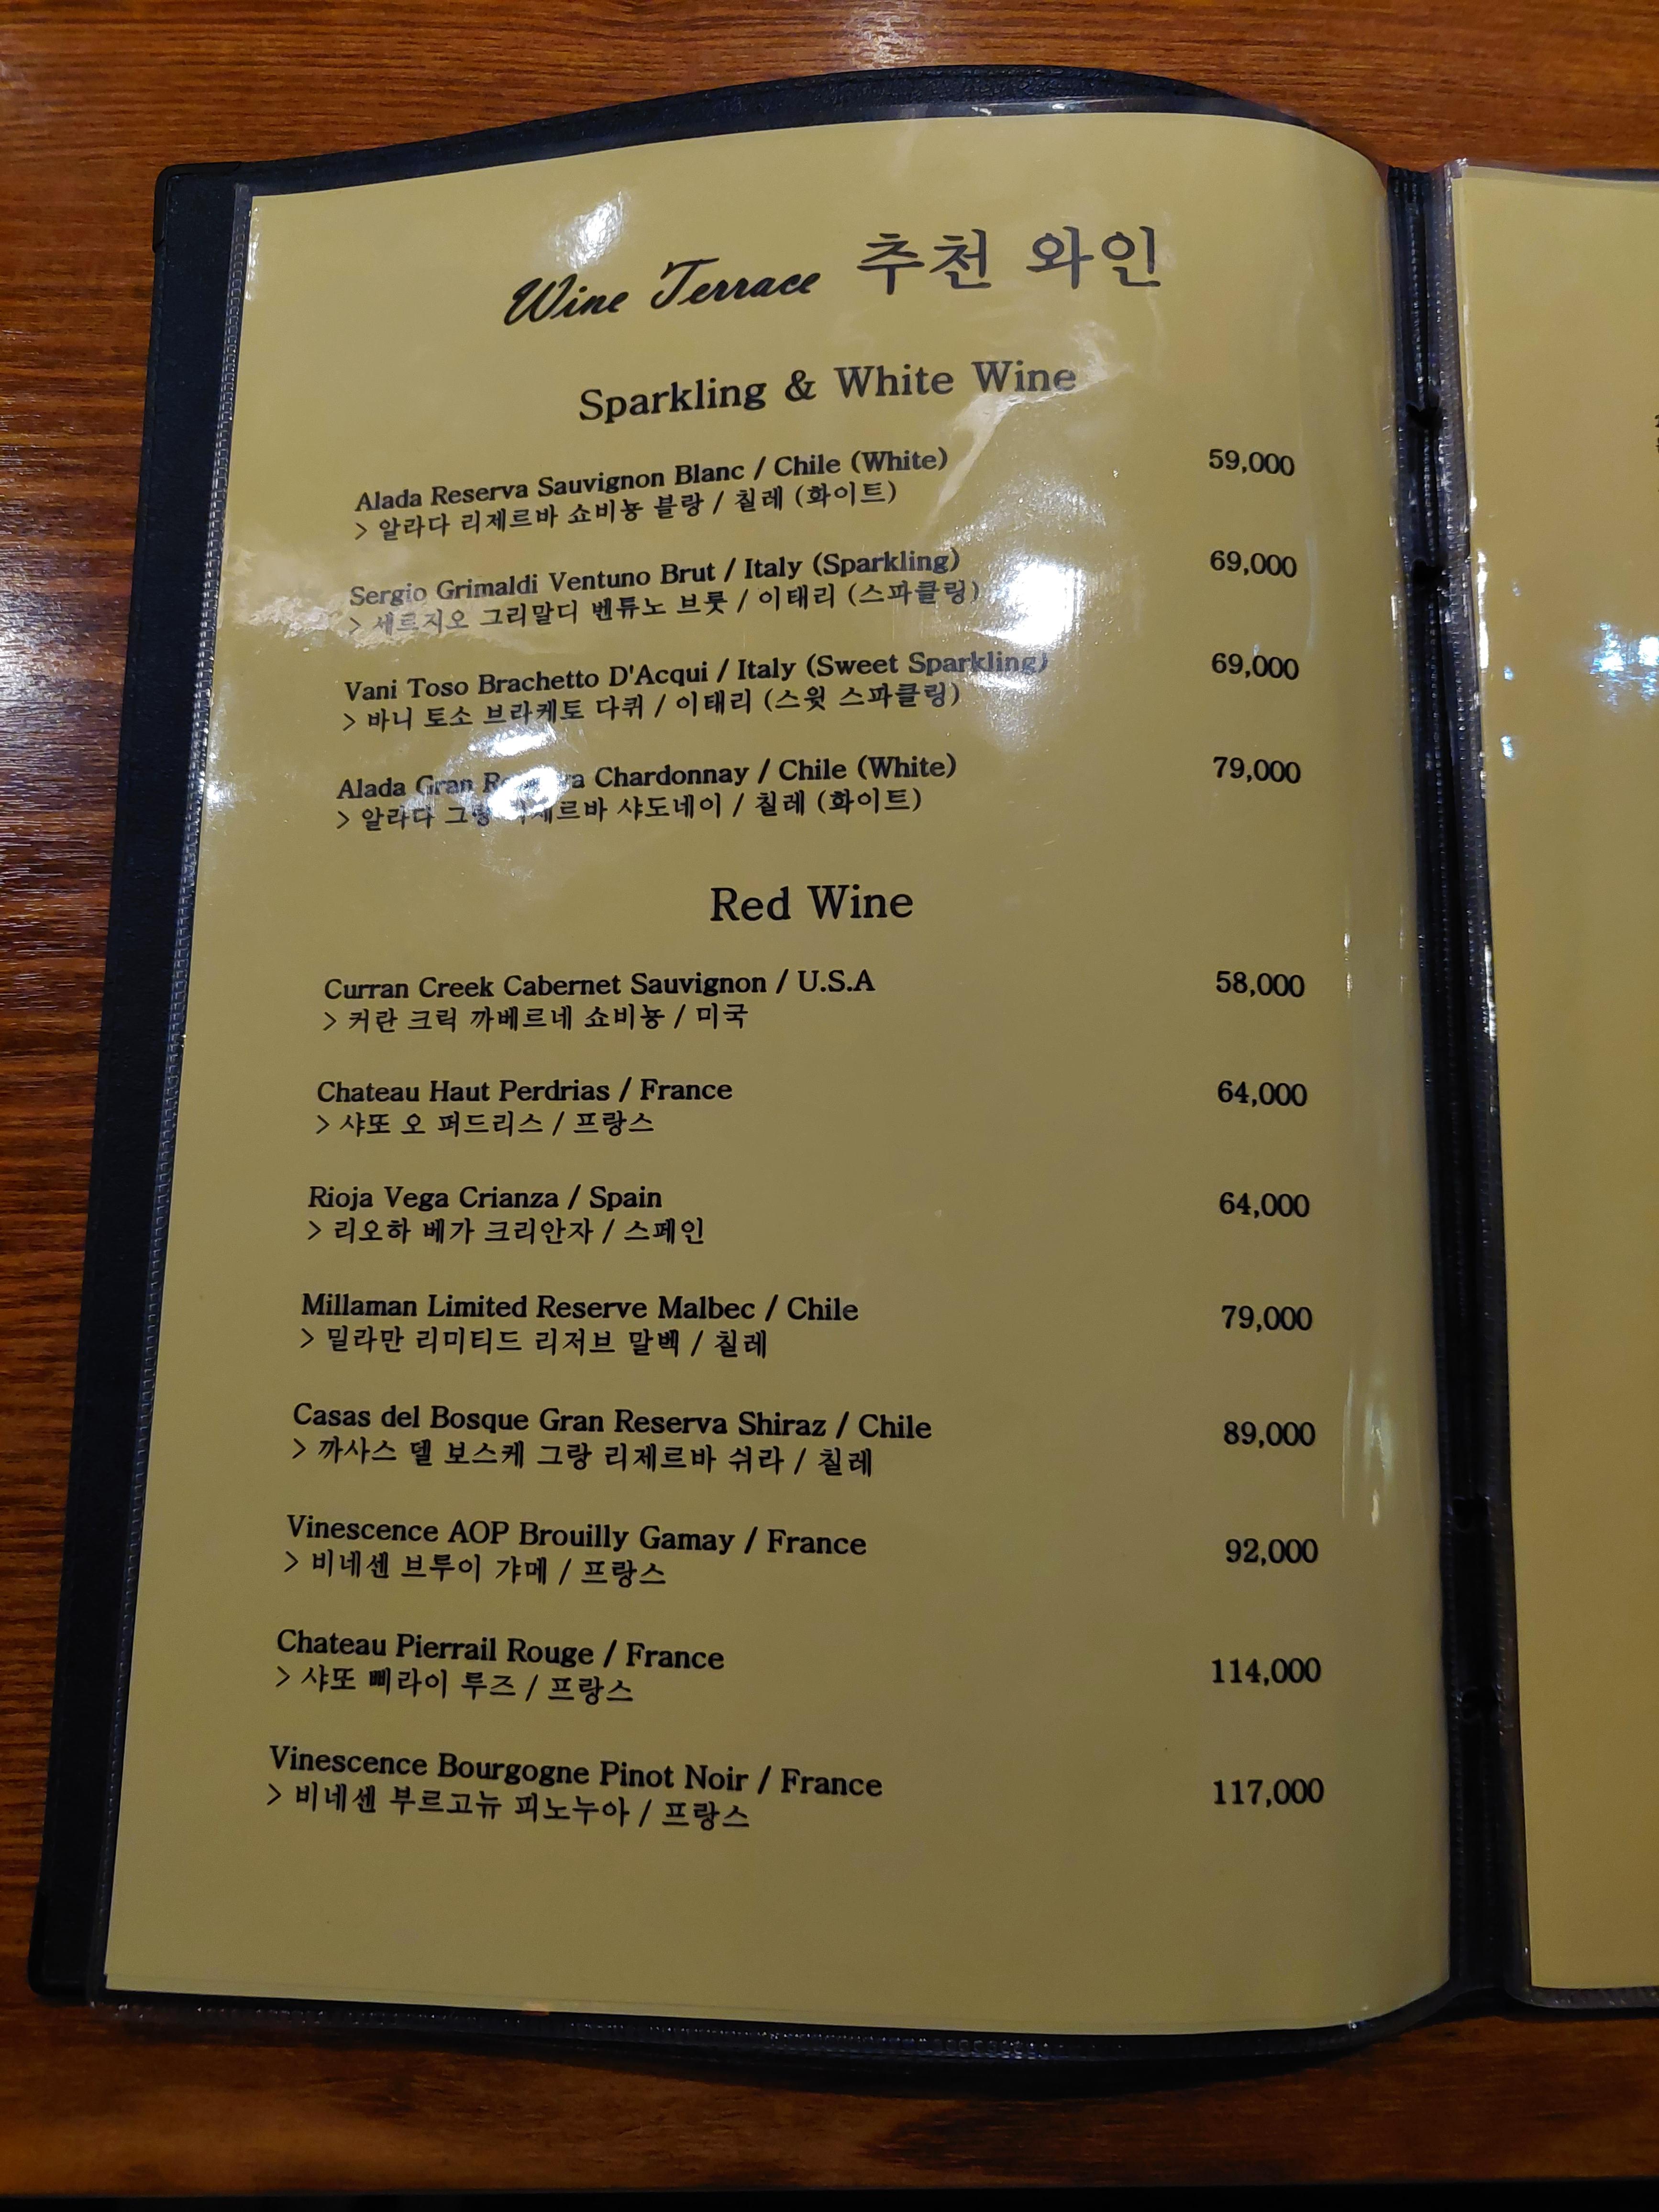 Wine Terrace 추천 와인
Sparkling & White Wine
Alada Reserva Sauvignon Blanc / Chile (White) 59,000
> 알라다 리제르바 쇼비뇽 블랑 / 칠레 (화이트)
Sergio Grimaldi Ventuno Brut / Italy (Sparkling) 69,000
> 세르지오 그리말디 벤튜노 브룻 / 이태리 (스파클링)
Vani Toso Brachetto D'Acqui / Italy (Sweet Sparkling) 69,000
> 바니 토소 브라케토 다퀴 / 이태리 (스윗 스파클링)
Alada Gran Chardonnay / Chile (White) 79,000
> 알라다 그랑 샤도네이 / 칠레 (화이트)
Red Wine
Curran Creek Cabernet Sauvignon / U.S.A 58,000
> 커란 크릭 까베르네 쇼비뇽 / 미국
Chateau Haut Perdrias / France 64,000
> 샤또 오 퍼드리스 / 프랑스
Rioja Vega Crianza / Spain 64,000
> 리오하 베가 크리안자 / 스페인
Millaman Limited Reserve Malbec / Chile 79,000
> 밀라만 리미티드 리저브 말벡 / 칠레
Casas del Bosque Gran Reserva Shiraz / Chile 89,000
> 까사스 델 보스케 그랑 리제르바 쉬라 / 칠레
Vinescence AOP Brouilly Gamay / France 92,000
> 비네센 브루이 갸메 / 프랑스
Chateau Pierrail Rouge / France 114,000
> 샤또 삐라이 루즈 / 프랑스
Vinescence Bourgogne Pinot Noir / France 117,000
> 비네센 부르고뉴 피노누아 / 프랑스